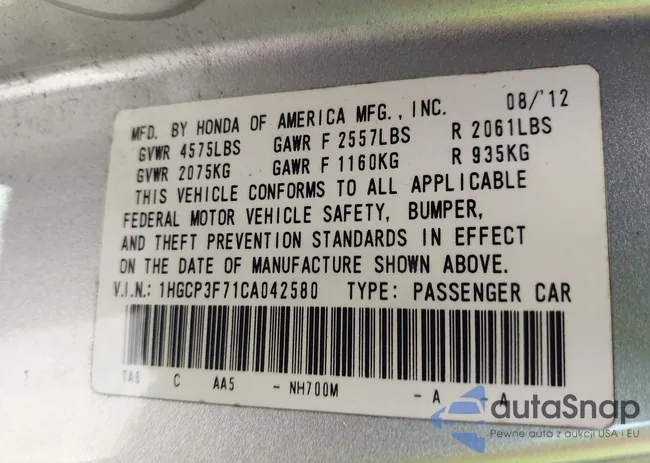 MFD. BY HONDA OF AMERICA MFG., INC. 08/'12
GVWR 4575LBS GAWR F 2557LBS R 2061LBS
GVWR 2075KG GAWR F 1160KG R 935KG
THIS VEHICLE CONFORMS TO ALL APPLICABLE
FEDERAL MOTOR VEHICLE SAFETY, BUMPER,
AND THEFT PREVENTION STANDARDS IN EFFECT
ON THE DATE OF MANUFACTURE SHOWN ABOVE.
V.I.N.: 1HGCP3F71CA042580 TYPE: PASSENGER CAR
TA6 C AA5 - NH700M - A - A
autaSnap
Pewne auta z aukcji USA i EU